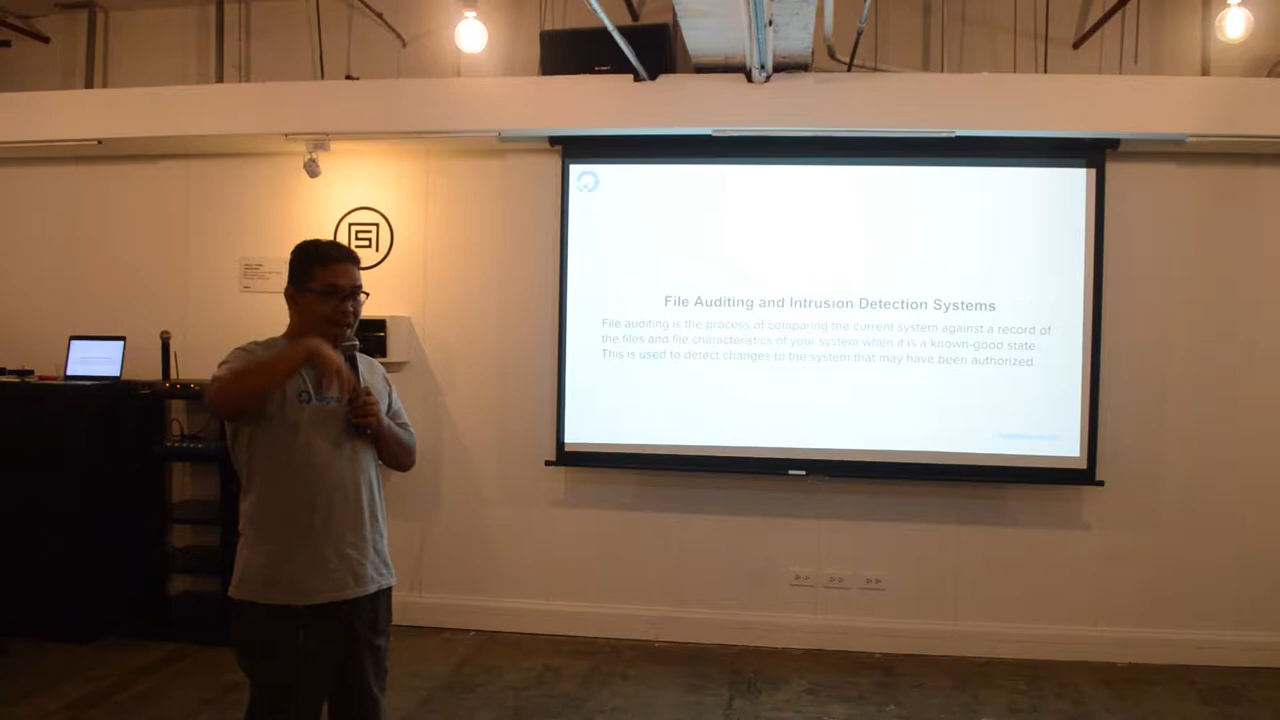 File Auditing and Intrusion Detection Systems
File auditing is the process of comparing the current system against a record of
the files and file characteristics of your system when it is a known-good state
This is used to detect changes to the system that may have been authorized.